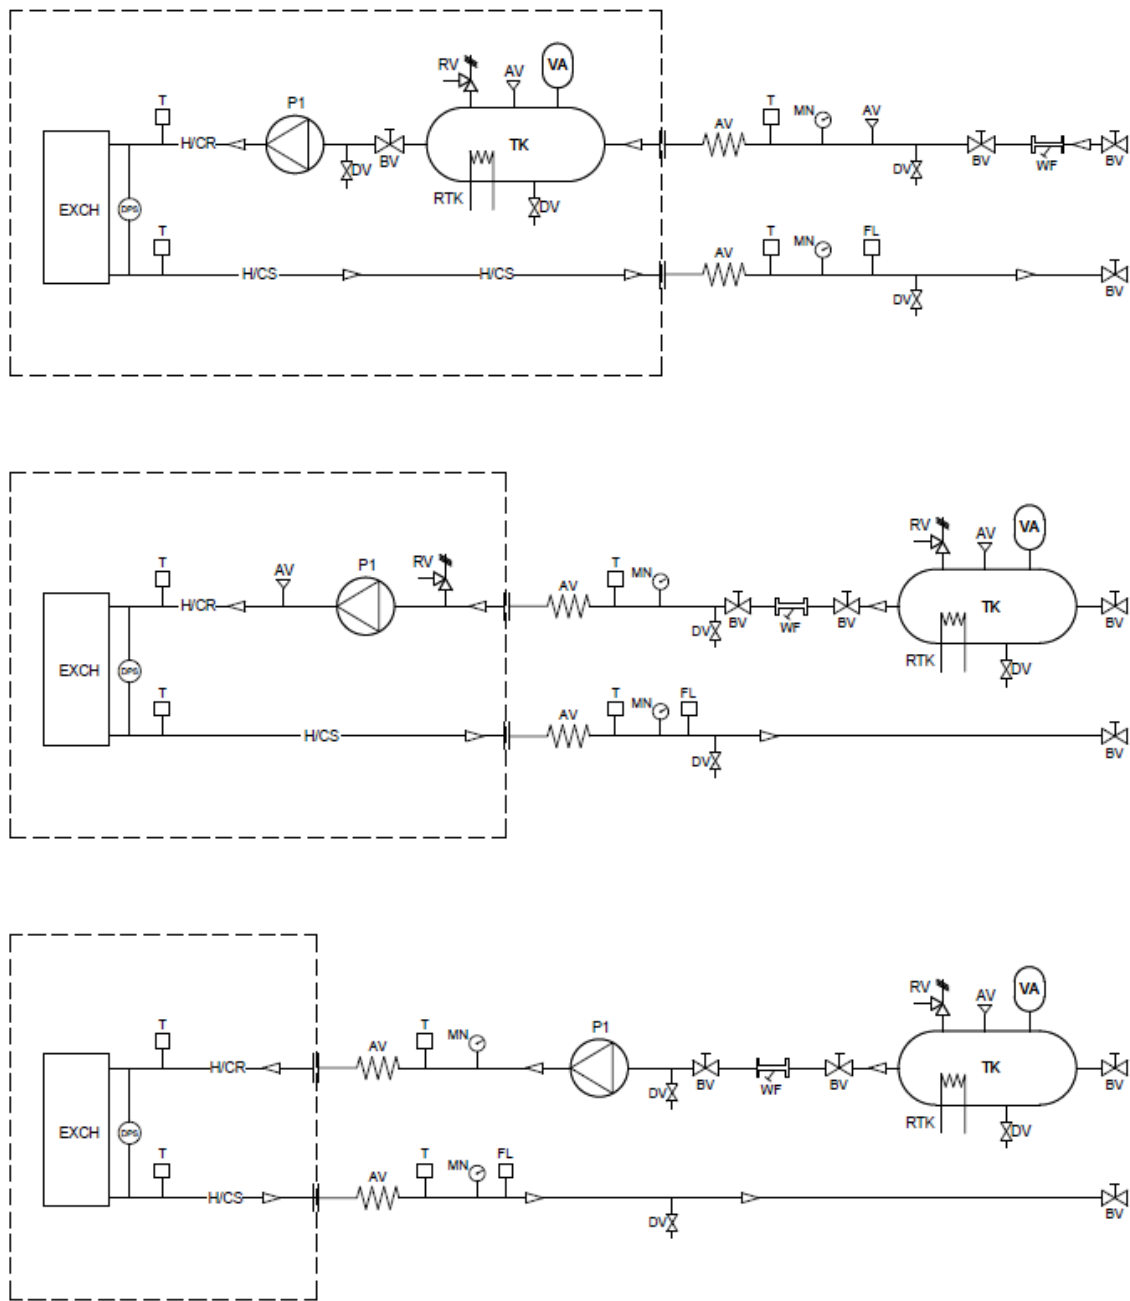 RV AV VA
T P1 T MN AV
H/CR BV TK AV
DV DV BV WF BV
RTK DV
EXCH DPS
T T MN FL
H/CS H/CS AV
DV BV
RV AV VA
T AV P1 RV AV T MN
H/CR TK
DV BV WF BV BV
EXCH DPS RTK DV
T AV T MN FL
H/CS
DV BV
RV AV VA
T AV T MN P1
H/CR TK
DV BV WF BV BV
EXCH DPS RTK DV
T AV T MN FL
H/CS
DV BV